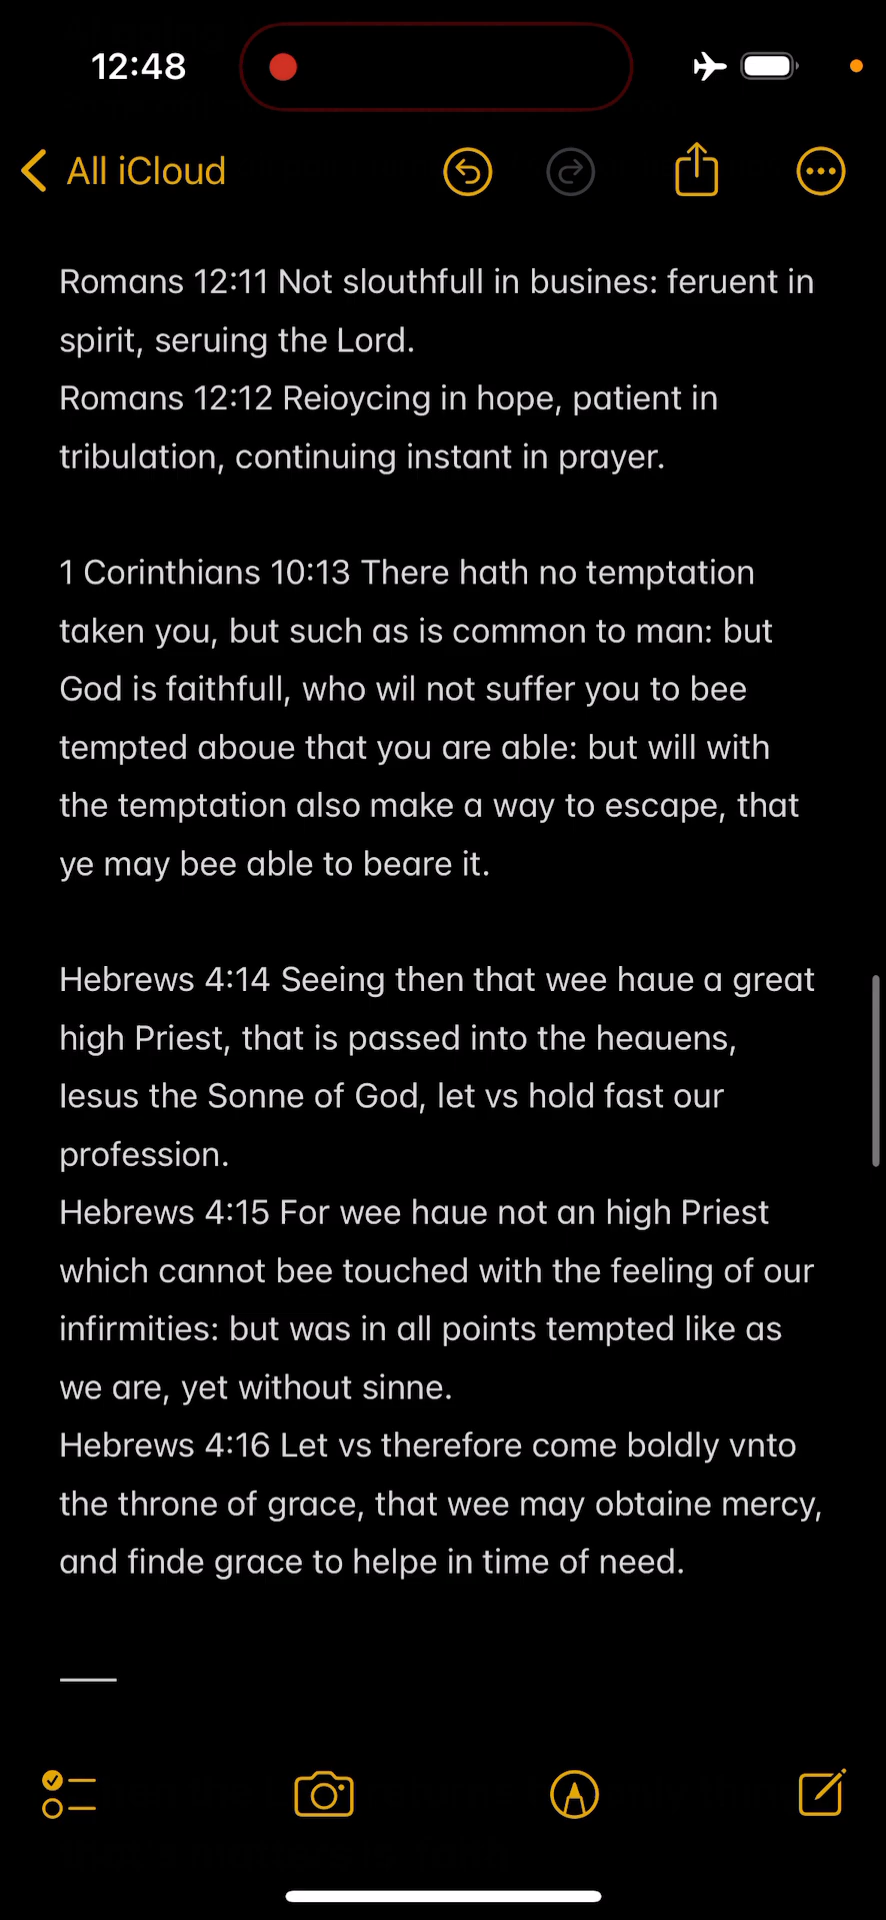 12:48
All iCloud
Romans 12:11 Not slouthfull in busines: feruent in
spirit, seruing the Lord.
Romans 12:12 Reioycing in hope, patient in
tribulation, continuing instant in prayer.
1 Corinthians 10:13 There hath no temptation
taken you, but such as is common to man: but
God is faithfull, who wil not suffer you to bee
tempted aboue that you are able: but will with
the temptation also make a way to escape, that
ye may bee able to beare it.
Hebrews 4:14 Seeing then that wee haue a great
high Priest, that is passed into the heauens,
Iesus the Sonne of God, let vs hold fast our
profession.
Hebrews 4:15 For wee haue not an high Priest
which cannot bee touched with the feeling of our
infirmities: but was in all points tempted like as
we are, yet without sinne.
Hebrews 4:16 Let vs therefore come boldly vnto
the throne of grace, that wee may obtaine mercy,
and finde grace to helpe in time of need.